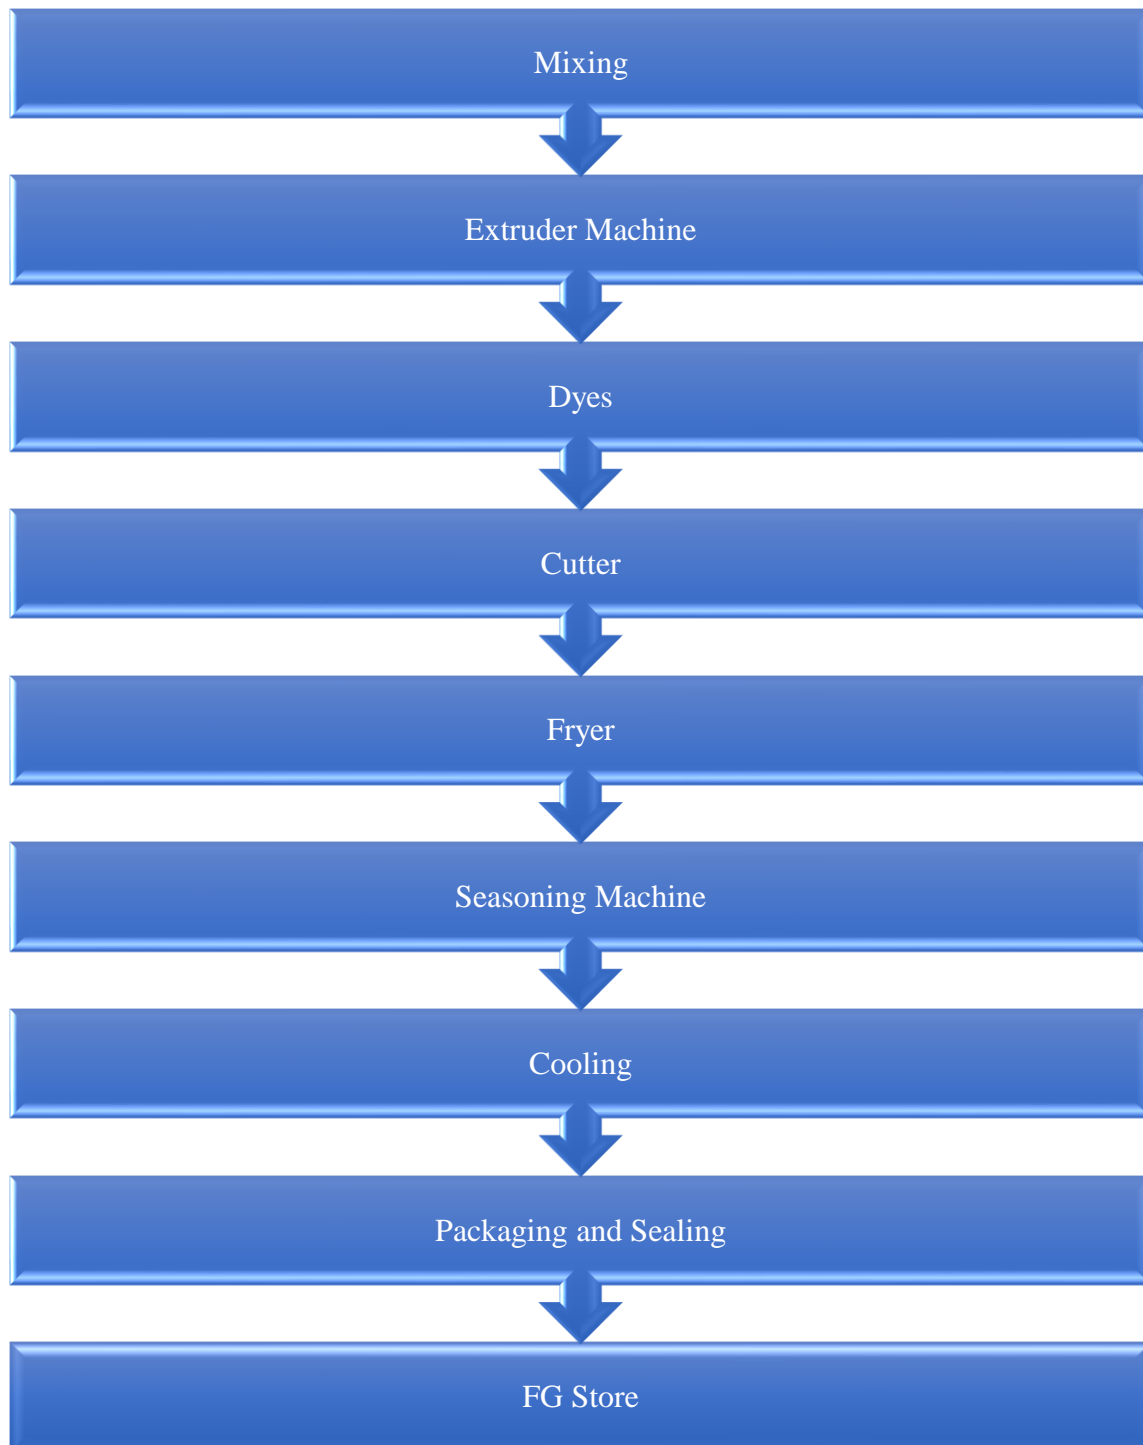 Mixing
Extruder Machine
Dyes
Cutter
Fryer
Seasoning Machine
Cooling
Packaging and Sealing
FG Store